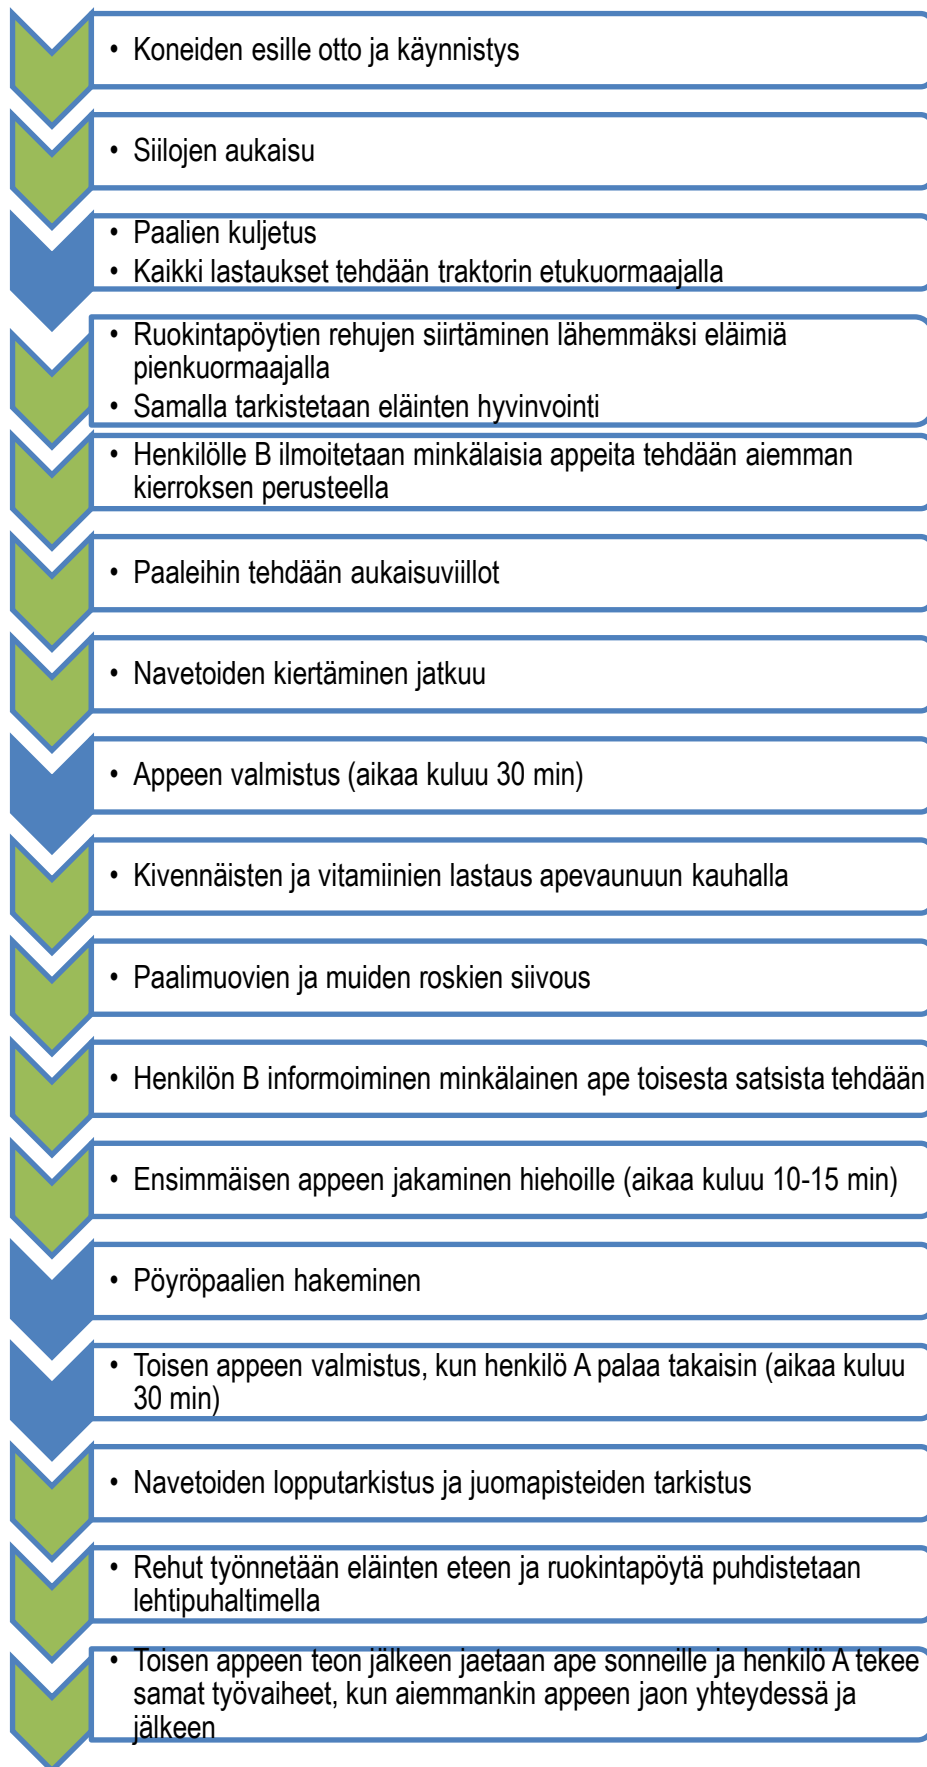 • Koneiden esille otto ja käynnistys
• Siilojen aukaisu
• Paalien kuljetus
• Kaikki lastaukset tehdään traktorin etukuormaajalla
• Ruokintapöytien rehujen siirtäminen lähemmäksi eläimiä
pienkuormaajalla
• Samalla tarkistetaan eläinten hyvinvointi
• Henkilölle B ilmoitetaan minkälaisia appeita tehdään aiemman
kierroksen perusteella
• Paaleihin tehdään aukaisuviillot
• Navetoiden kiertäminen jatkuu
• Appeen valmistus (aikaa kuluu 30 min)
• Kivennäisten ja vitamiinien lastaus apevaunuun kauhalla
• Paalimuovien ja muiden roskien siivous
• Henkilön B informoiminen minkälainen ape toisesta satsista tehdään
• Ensimmäisen appeen jakaminen hiehoille (aikaa kuluu 10-15 min)
• Pöyröpaalien hakeminen
• Toisen appeen valmistus, kun henkilö A palaa takaisin (aikaa kuluu
30 min)
• Navetoiden lopputarkistus ja juomapisteiden tarkistus
• Rehut työnnetään eläinten eteen ja ruokintapöytä puhdistetaan
lehtipuhaltimella
• Toisen appeen teon jälkeen jaetaan ape sonneille ja henkilö A tekee
samat työvaiheet, kun aiemmankin appeen jaon yhteydessä ja
jälkeen